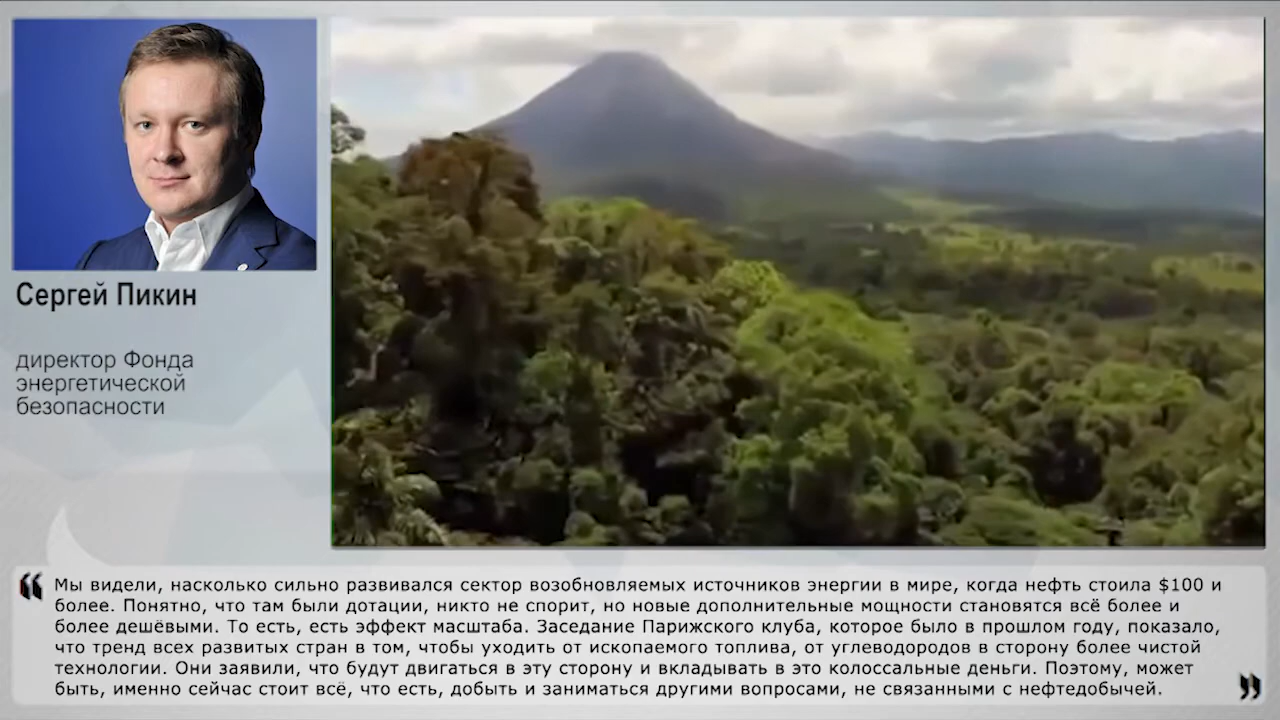 Сергей Пикин
директор Фонда
энергетической
безопасности
Мы видели, насколько сильно развивался сектор возобновляемых источников энергии в мире, когда нефть стоила $100 и
более. Понятно, что там были дотации, никто не спорит, но новые дополнительные мощности становятся всё более и
более дешёвыми. То есть, есть эффект масштаба. Заседание Парижского клуба, которое было в прошлом году, показало,
что тренд всех развитых стран в том, чтобы уходить от ископаемого топлива, от углеводородов в сторону более чистой
технологии. Они заявили, что будут двигаться в эту сторону и вкладывать в это колоссальные деньги. Поэтому, может
быть, именно сейчас стоит всё, что есть, добыть и заниматься другими вопросами, не связанными с нефтедобычей.